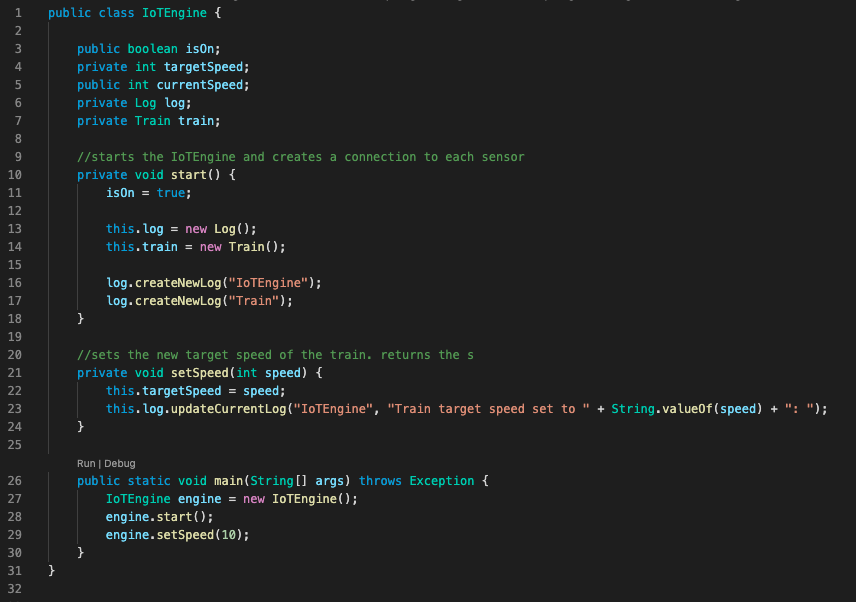 1 public class IoTEngine {
2
3 public boolean isOn;
4 private int targetSpeed;
5 public int currentSpeed;
6 private Log log;
7 private Train train;
8
9 //starts the IoTEngine and creates a connection to each sensor
10 private void start() {
11 isOn = true;
12
13 this.log = new Log();
14 this.train = new Train();
15
16 log.createNewLog("IoTEngine");
17 log.createNewLog("Train");
18 }
19
20 //sets the new target speed of the train. returns the s
21 private void setSpeed(int speed) {
22 this.targetSpeed = speed;
23 this.log.updateCurrentLog("IoTEngine", "Train target speed set to " + String.valueOf(speed) + ": ");
24 }
25
Run | Debug
26 public static void main(String[] args) throws Exception {
27 IoTEngine engine = new IoTEngine();
28 engine.start();
29 engine.setSpeed(10);
30 }
31 }
32